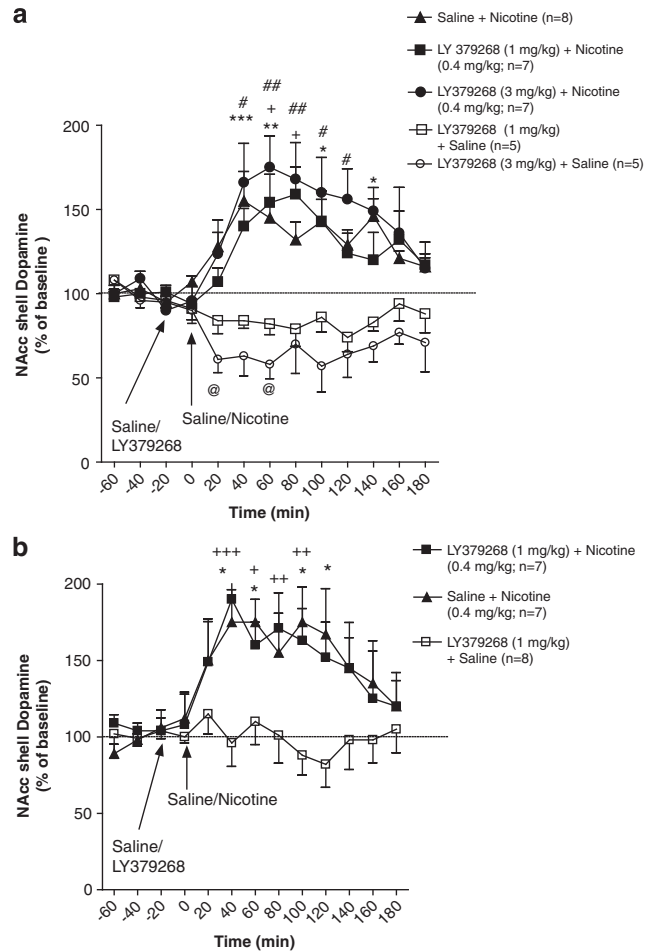 a
Saline + Nicotine (n=8)
LY 379268 (1 mg/kg) + Nicotine
(0.4 mg/kg; n=7)
LY379268 (3 mg/kg) + Nicotine
(0.4 mg/kg; n=7)
LY379268 (1 mg/kg)
+ Saline (n=5)
LY379268 (3 mg/kg) + Saline (n=5)
NAcc shell Dopamine
(% of baseline )
200
150
100
50
0
# ## ## # #
*** + ** + * *
@ @
Saline/
LY379268
Saline/Nicotine
-60 -40 -20 0 20 40 60 80 100 120 140 160 180
Time (min)
b
LY379268 (1 mg/kg) + Nicotine
(0.4 mg/kg; n=7)
Saline + Nicotine
(0.4 mg/kg; n=7)
LY379268 (1 mg/kg)
+ Saline (n=8)
NAcc shell Dopamine
(% of baseline)
200
150
100
50
0
+++ + ++ ++
* * * *
Saline/Nicotine
Saline/
LY379268
-60 -40 -20 0 20 40 60 80 100 120 140 160 180
Time (min)